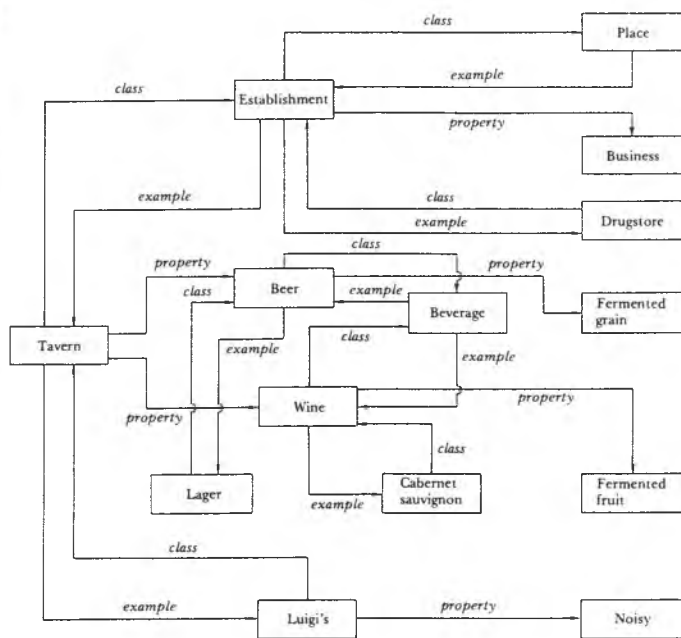 class
Place
example
class
Establishment
property
Business
example
class
Drugstore
example
class
property
property
Beer
example
class
Beverage
Fermented
grain
Tavern
example
class
example
Wine
property
property
class
Lager
example
Cabernet
sauvignon
Fermented
fruit
class
example
Luigi's
property
Noisy